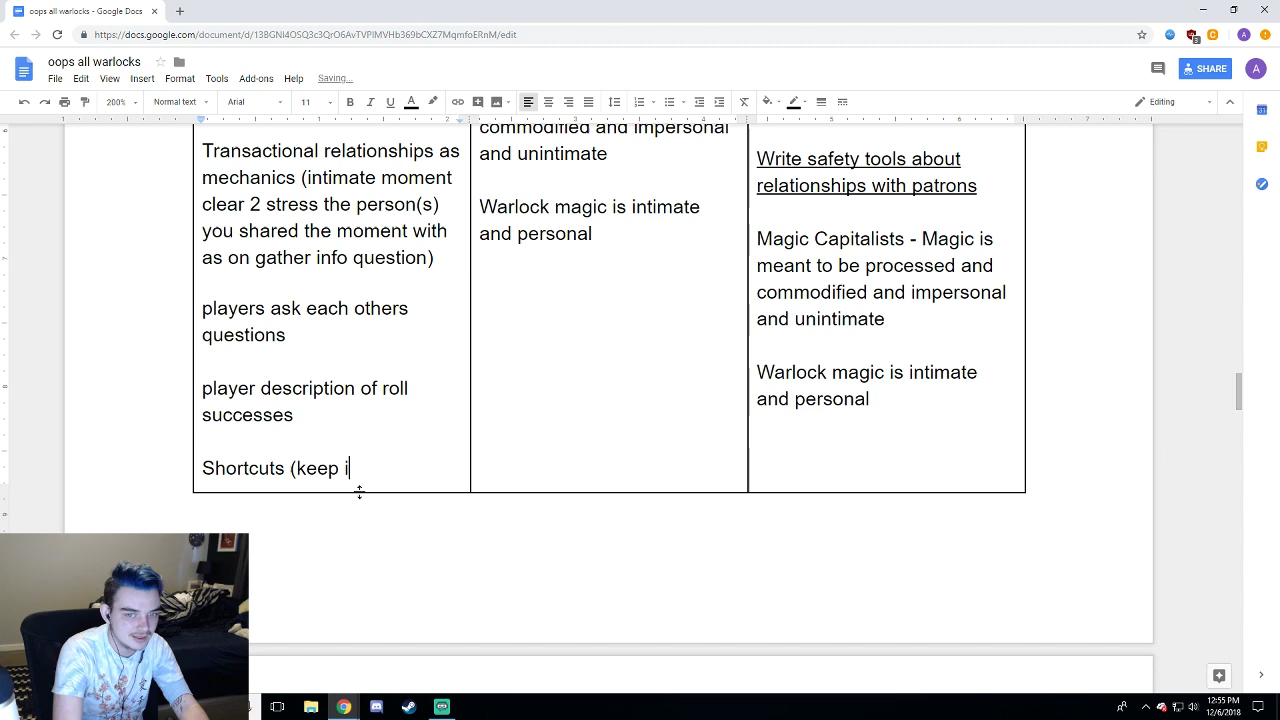 oops all warlocks - Google Docs
https://docs.google.com/document/d/138GNI4OSQ3c3QrO6AvTVPIMVHb369bCXZ7MqmfoERnM/edit
oops all warlocks
File Edit View Insert Format Tools Add-ons Help Saving...
SHARE
A
200% Normal text Arial 11 Editing
Transactional relationships as
mechanics (intimate moment
clear 2 stress the person(s)
you shared the moment with
as on gather info question)
players ask each others
questions
player description of roll
successes
Shortcuts (keep i
commodified and impersonal
and unintimate
Warlock magic is intimate
and personal
Write safety tools about
relationships with patrons
Magic Capitalists - Magic is
meant to be processed and
commodified and impersonal
and unintimate
Warlock magic is intimate
and personal
12:55 PM
12/6/2018